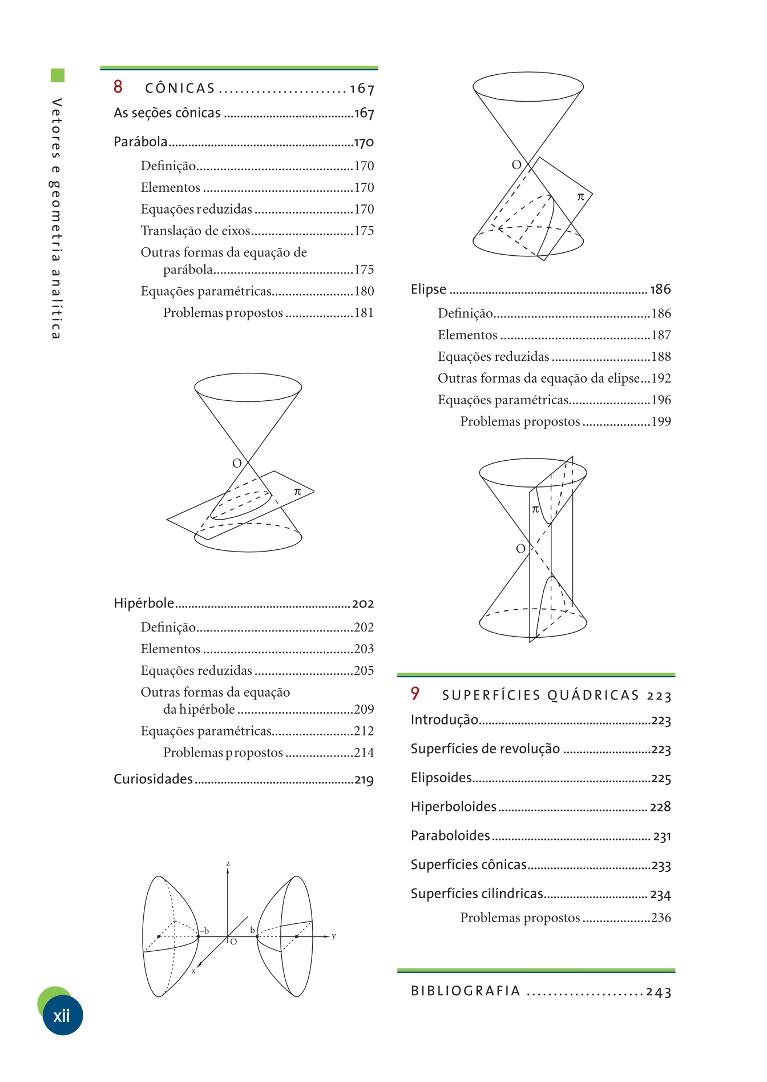 Vetores e geometria analítica
8 CÔNICAS ........................ 167
As seções cônicas ........................................167
Parábola................................................................170
Definição................................................170
Elementos ..............................................170
Equações reduzidas ..............................170
Translação de eixos................................175
Outras formas da equação de
parábola...........................................175
Equações paramétricas.........................180
Problemas propostos .....................181
O
π
Hipérbole...................................................... 202
Definição................................................202
Elementos ..............................................203
Equações reduzidas ..............................205
Outras formas da equação
da hipérbole ....................................209
Equações paramétricas.........................212
Problemas propostos .....................214
Curiosidades .................................................219
z
–b
b
O
y
x
O
π
Elipse .............................................................. 186
Definição.................................................186
Elementos ...............................................187
Equações reduzidas ...............................188
Outras formas da equação da elipse...192
Equações paramétricas..........................196
Problemas propostos .....................199
π
O
9 SUPERFÍCIES QUÁDRICAS 223
Introdução.....................................................223
Superfícies de revolução ...........................223
Elipsoides.......................................................225
Hiperboloides............................................... 228
Paraboloides................................................. 231
Superfícies cônicas......................................233
Superfícies cilíndricas................................ 234
Problemas propostos .....................236
BIBLIOGRAFIA ...................... 243
xii